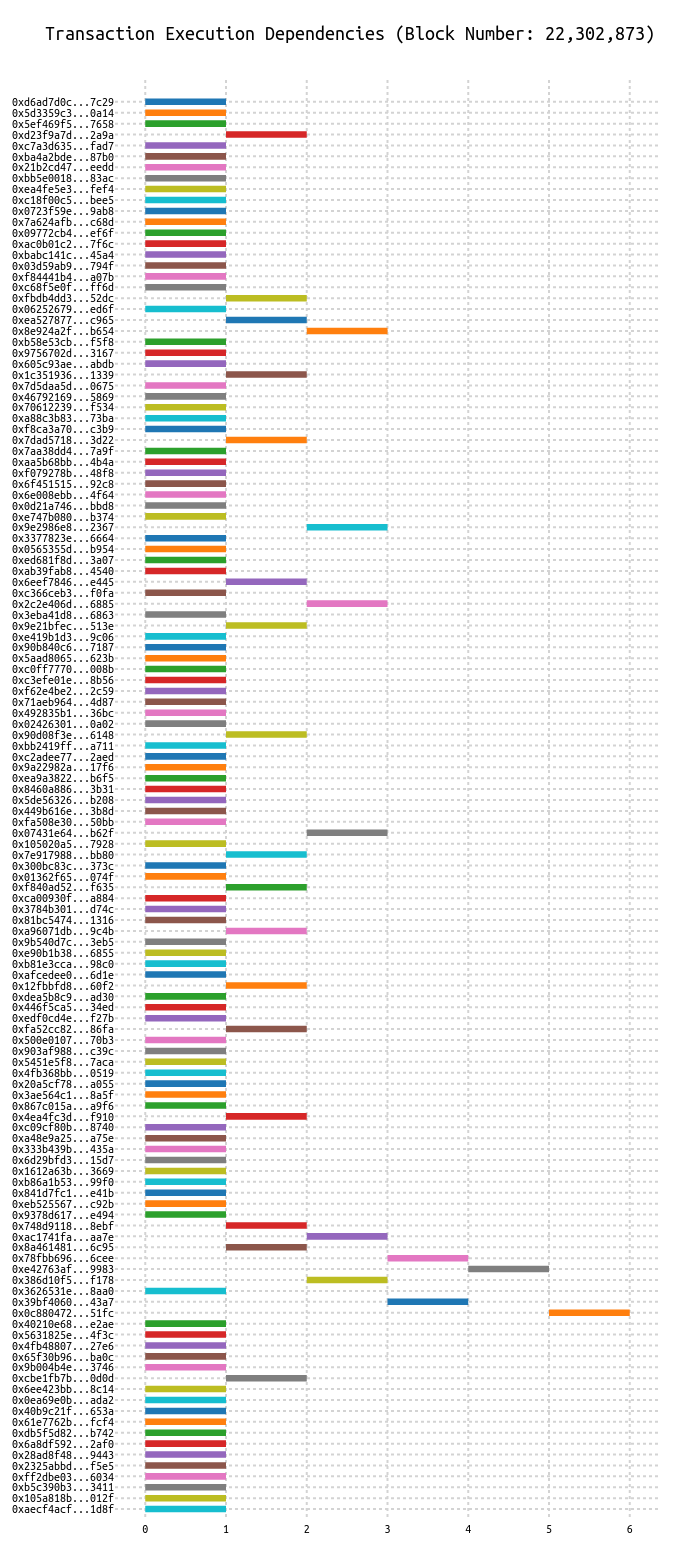 Transaction Execution Dependencies (Block Number: 22,302,873)
0xd6ad7d0c...7c29
0x5d3359c3...0a14
0x5ef469f5...7658
0xd23f9a7d...2a9a
0xc7a3d635...fad7
0xba4a2bde...87b0
0x21b2cd47...eedd
0xbb5e0018...83ac
0xea4fe5e3...fef4
0xc18f00c5...bee5
0x0723f59e...9ab8
0x7a624afb...c68d
0x09772cb4...ef6f
0xac0b01c2...7f6c
0xbabc141c...45a4
0x03d59ab9...794f
0xf84441b4...a07b
0xc68f5e0f...ff6d
0xfbdb4dd3...52dc
0x06252679...ed6f
0xea527877...c965
0x8e924a2f...b654
0xb58e53cb...f5f8
0x9756702d...3167
0x605c93ae...abdb
0x1c351936...1339
0x7d5daa5d...0675
0x46792169...5869
0x70612239...f534
0xa88c3b83...73ba
0xf8ca3a70...c3b9
0x7dad5718...3d22
0x7aa38dd4...7a9f
0xaa5b68bb...4b4a
0xf079278b...48f8
0x6f451515...92c8
0x6e008ebb...4f64
0x0d21a746...bbd8
0xe747b080...b374
0x9e2986e8...2367
0x3377823e...6664
0x0565355d...b954
0xed681f8d...3a07
0xab39fab8...4540
0x6eef7846...e445
0xc366ceb3...f0fa
0x2c2e406d...6885
0x3eba41d8...6863
0x9e21bfec...513e
0xe419b1d3...9c06
0x90b840c6...7187
0x5aad8065...623b
0xc0ff7770...008b
0xc3efe01e...8b56
0xf62e4be2...2c59
0x71aeb964...4d87
0x492835b1...36bc
0x02426301...0a02
0x90d08f3e...6148
0xbb2419ff...a711
0xc2adee77...2aed
0x9a22982a...17f6
0xea9a3822...b6f5
0x8460a886...3b31
0x5de56326...b208
0x449b616e...3b8d
0xfa508e30...50bb
0x07431e64...b62f
0x105020a5...7928
0x7e917988...bb80
0x300bc83c...373c
0x01362f65...074f
0xf840ad52...f635
0xca00930f...a884
0x3784b301...d74c
0x81bc5474...1316
0xa96071db...9c4b
0x9b540d7c...3eb5
0xe90b1b38...6855
0xb81e3cca...98c0
0xafcedee0...6d1e
0x12fbbfd8...60f2
0xdea5b8c9...ad30
0x446f5ca5...34ed
0xedf0cd4e...f27b
0xfa52cc82...86fa
0x500e0107...70b3
0x903af988...c39c
0x5451e5f8...7aca
0x4fb368bb...0519
0x20a5cf78...a055
0x3ae564c1...8a5f
0x867c015a...a9f6
0x4ea4fc3d...f910
0xc09cf80b...8740
0xa48e9a25...a75e
0x333b439b...435a
0x6d29bfd3...15d7
0x1612a63b...3669
0xb86a1b53...99f0
0x841d7fc1...e41b
0xeb525567...c92b
0x9378d617...e494
0x748d9118...8ebf
0xac1741fa...aa7e
0x8a461481...6c95
0x78fbb696...6cee
0xe42763af...9983
0x386d10f5...f178
0x3626531e...8aa0
0x39bf4060...43a7
0x0c880472...51fc
0x40210e68...e2ae
0x5631825e...4f3c
0x4fb48807...27e6
0x65f30b96...ba0c
0x9b004b4e...3746
0xcbe1fb7b...0d0d
0x6ee423bb...8c14
0x0ea69e0b...ada2
0x40b9c21f...653a
0x61e7762b...fcf4
0xdb5f5d82...b742
0x6a8df592...2af0
0x28ad8f48...9443
0x2325abbd...f5e5
0xff2dbe03...6034
0xb5c390b3...3411
0x105a818b...012f
0xaecf4acf...1d8f
0 1 2 3 4 5 6